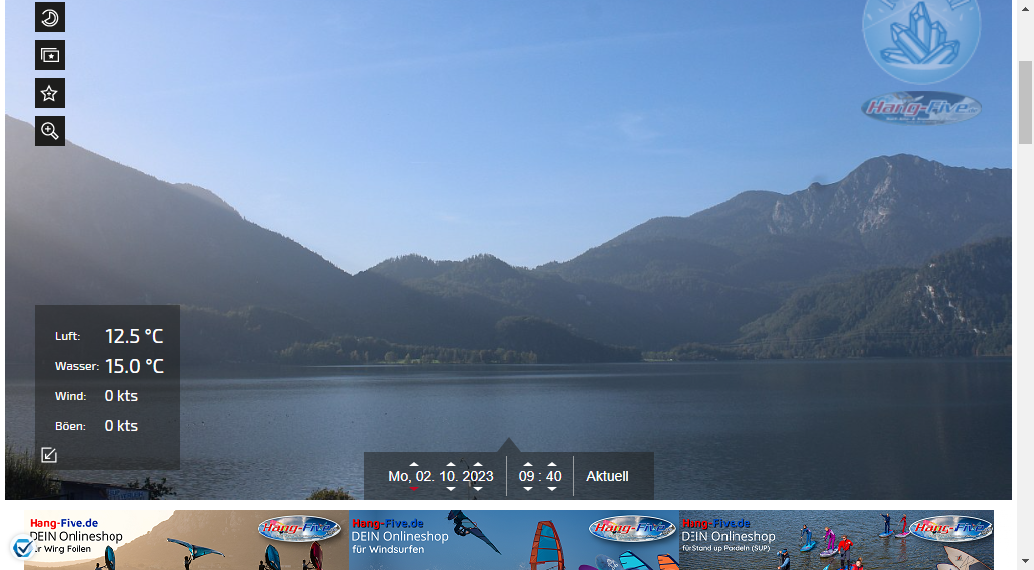 Hang-Five
Luft: 12.5 °C
Wasser: 15.0 °C
Wind: 0 kts
Böen: 0 kts
Mo, 02. 10. 2023 09 : 40 Aktuell
Hang-Five.de
DEIN Onlineshop
für Wing Foilen
Hang-Five
Hang-Five.de
DEIN Onlineshop
für Windsurfen
Hang-Five
Hang-Five.de
DEIN Onlineshop
für Stand up Paddeln (SUP)
Hang-Five